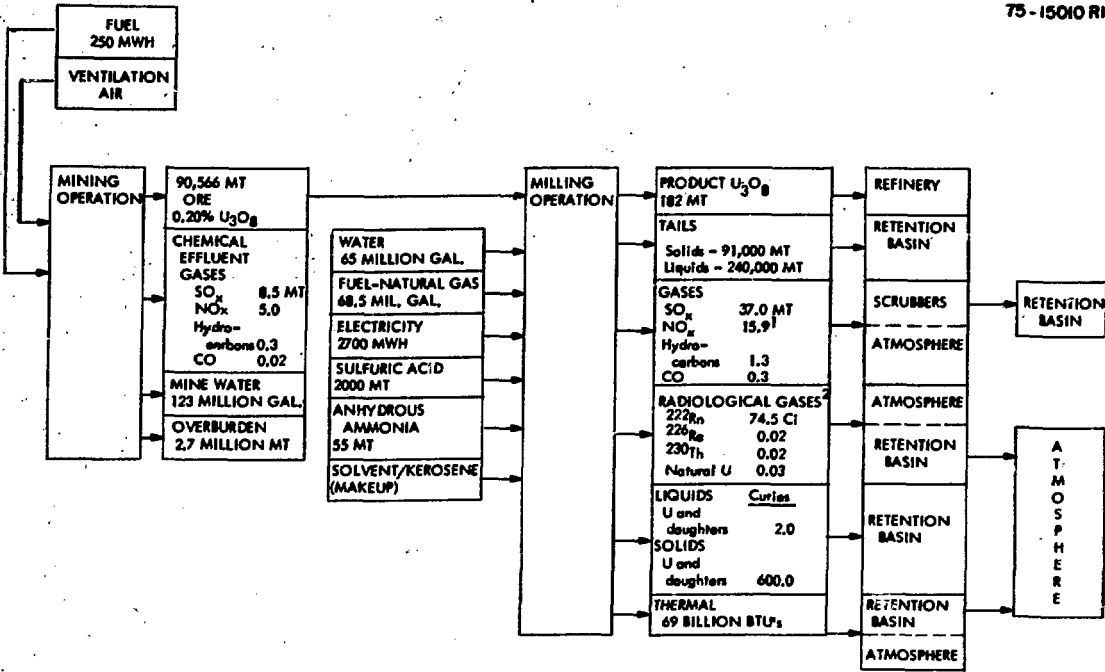 75-15010 RI
FUEL
250 MWH
VENTILATION
AIR
MINING
OPERATION
90,566 MT
ORE
0.20% U₃O₈
CHEMICAL
EFFLUENT
GASES
SOₓ 8.5 MT
NOx 5.0
Hydro-
carbons 0.3
CO 0.02
MINE WATER
123 MILLION GAL.
OVERBURDEN
2.7 MILLION MT
WATER
65 MILLION GAL.
FUEL-NATURAL GAS
68.5 MIL. GAL.
ELECTRICITY
2700 MWH
SULFURIC ACID
2000 MT
ANHYDROUS
AMMONIA
55 MT
SOLVENT/KEROSENE
(MAKEUP)
MILLING
OPERATION
PRODUCT U₃O₈
182 MT
TAILS
Solids - 91,000 MT
Liquids - 240,000 MT
GASES
SOₓ 37.0 MT
NOₓ 15.9¹
Hydro-
carbons 1.3
CO 0.3
RADIOLOGICAL GASES²
²²²Rn 74.5 Ci
²²⁶Ra 0.02
²³⁰Th 0.02
Natural U 0.03
LIQUIDS Curies
U and
daughters 2.0
SOLIDS
U and
daughters 600.0
THERMAL
69 BILLION BTU's
REFINERY
RETENTION
BASIN
SCRUBBERS
ATMOSPHERE
ATMOSPHERE
RETENTION
BASIN
RETENTION
BASIN
RETENTION
BASIN
ATMOSPHERE
RETENTION
BASIN
ATMOSPHERE